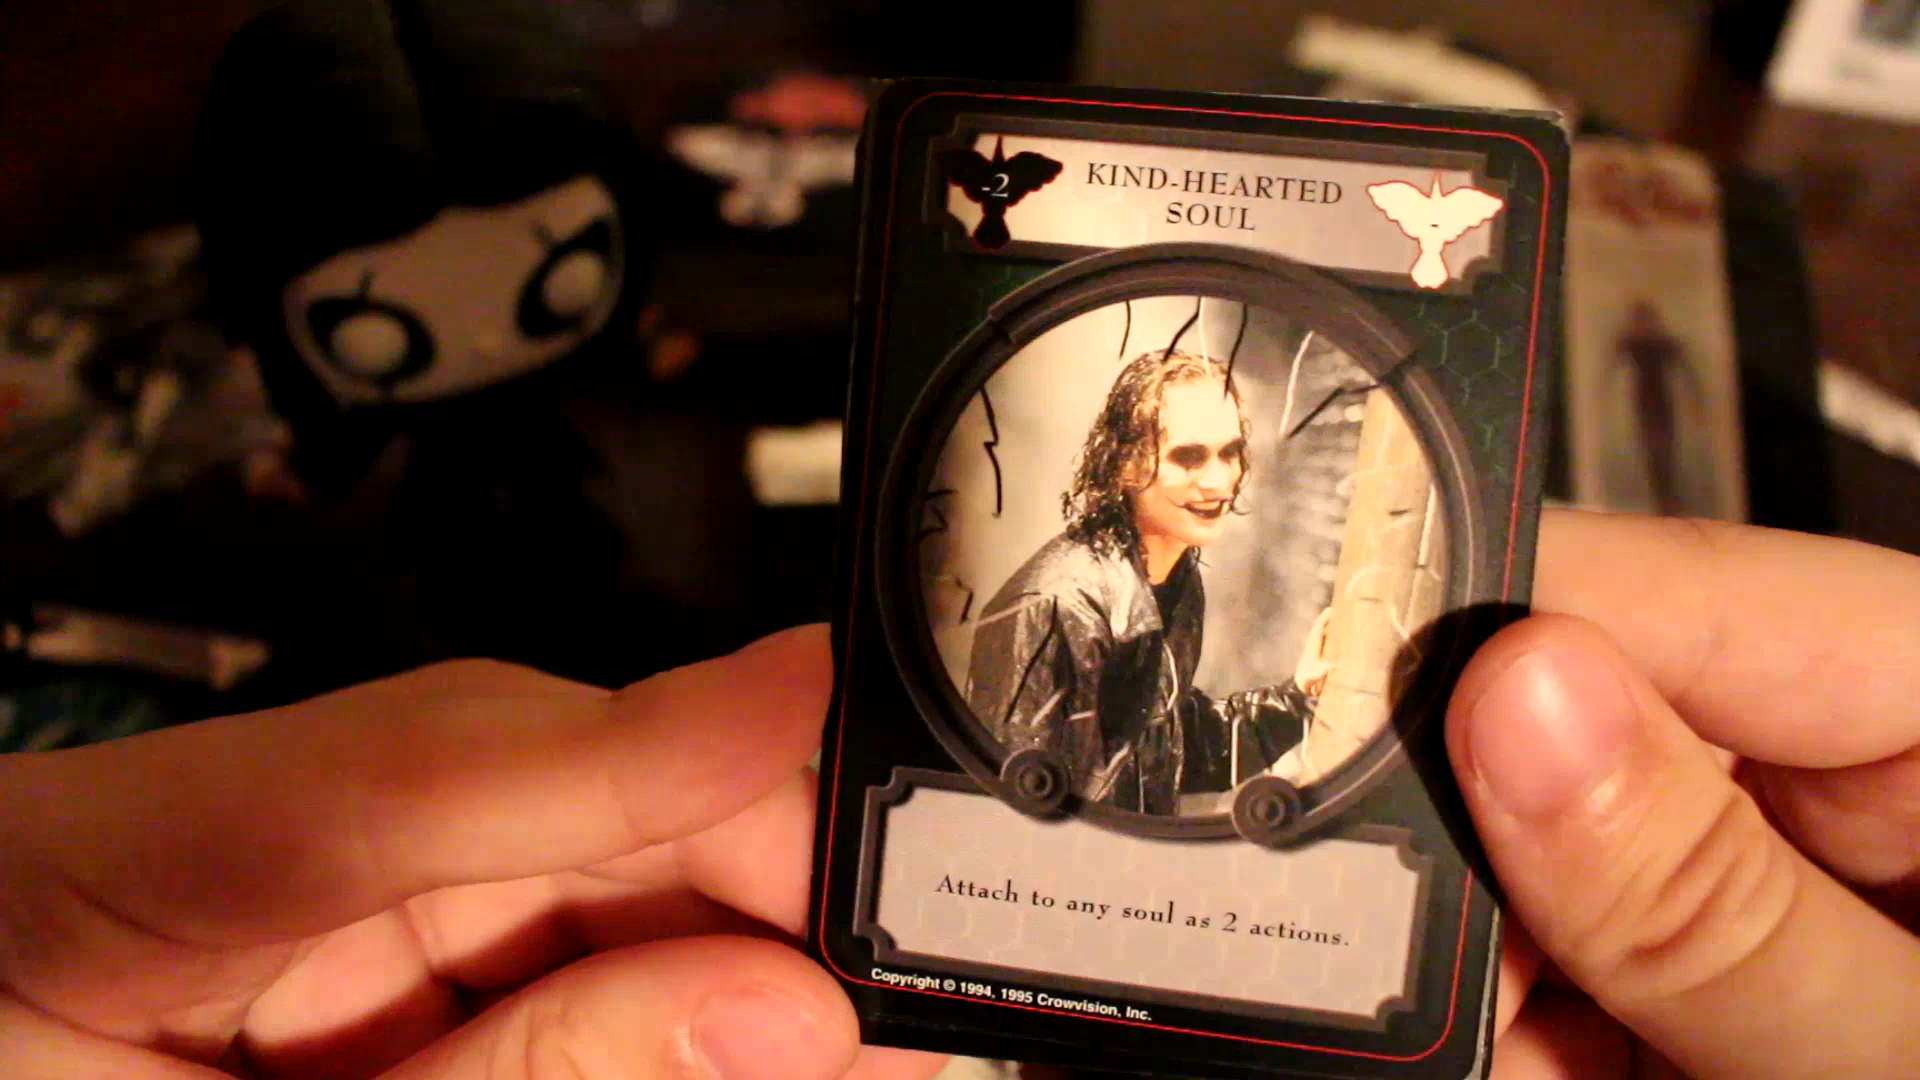 -2
KIND-HEARTED
SOUL
-
Attach to any soul as 2 actions.
Copyright © 1994, 1995 Crowvision, Inc.